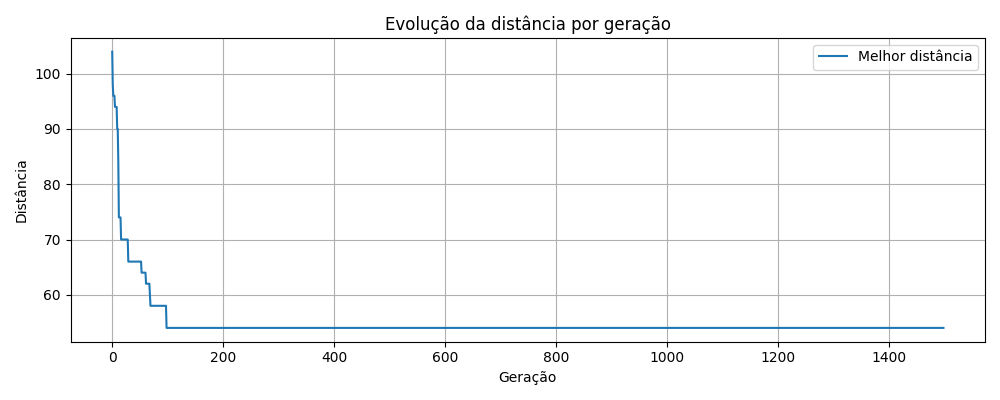 Evolução da distância por geração
Melhor distância
Distância
100
90
80
70
60
0 200 400 600 800 1000 1200 1400
Geração